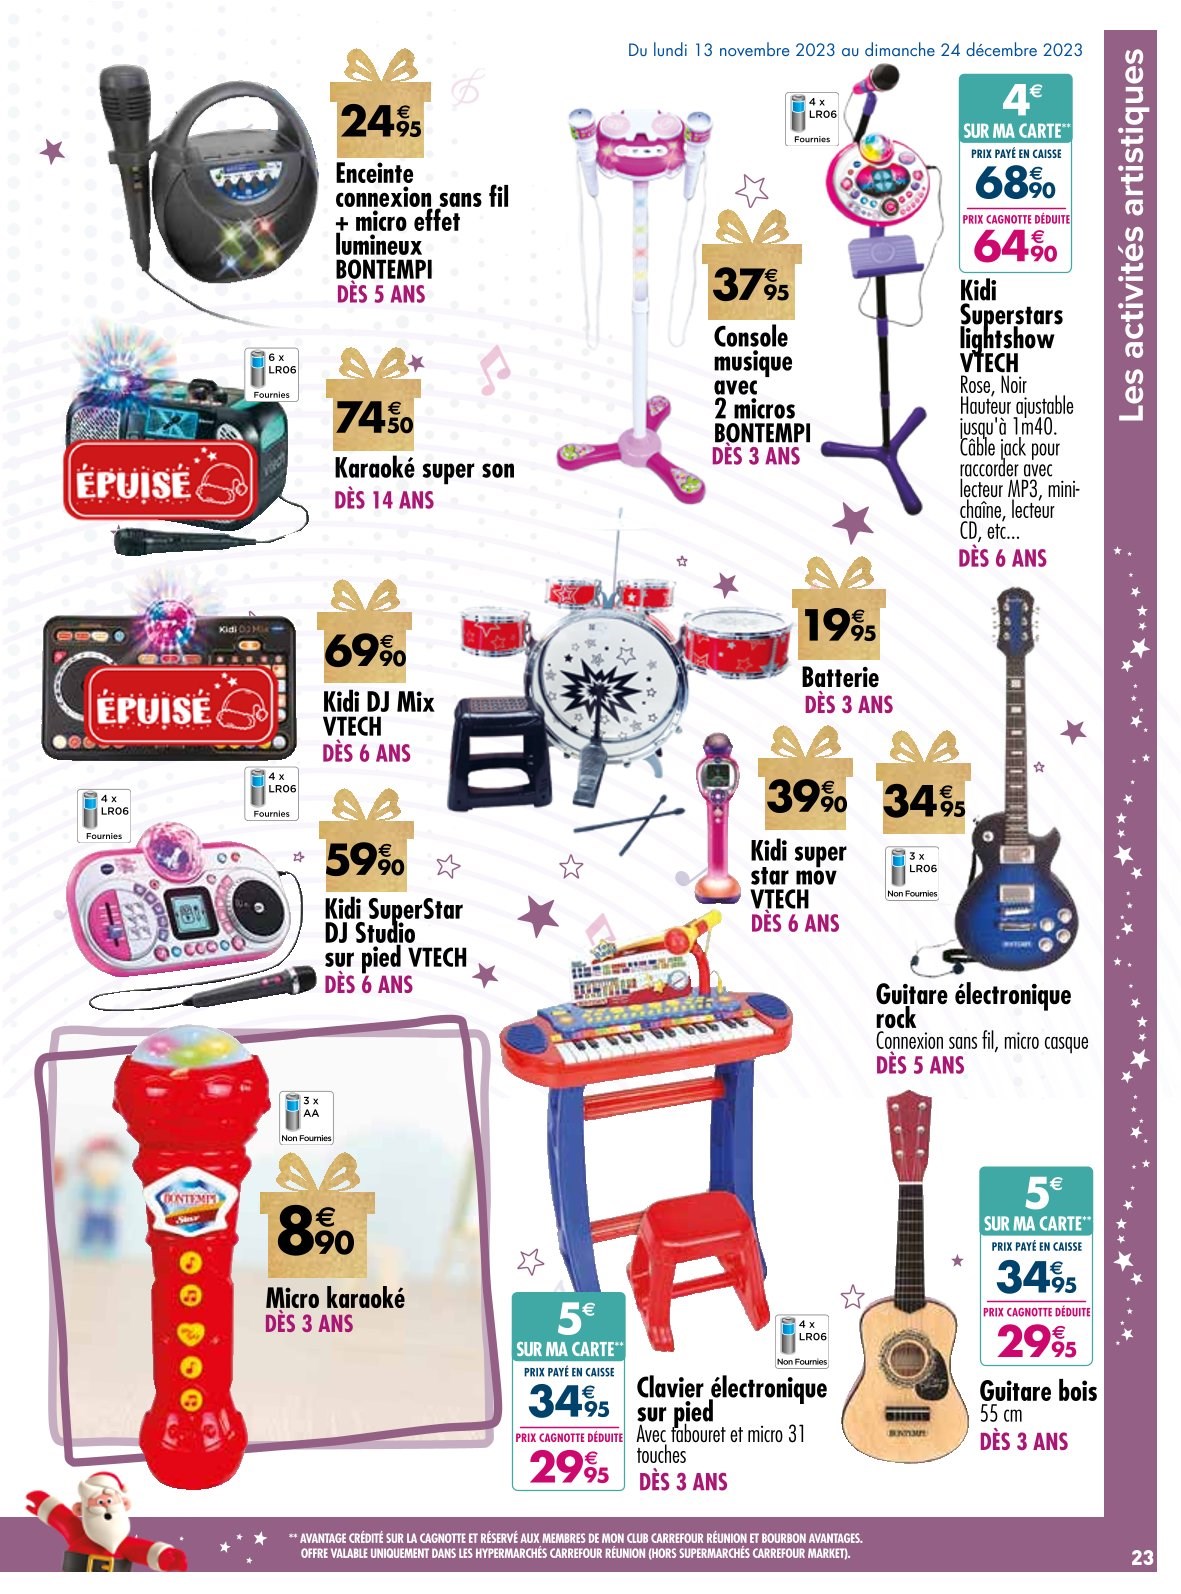 Du lundi 13 novembre 2023 au dimanche 24 décembre 2023
Les activités artistiques
24€95
Enceinte
connexion sans fil
+ micro effet
lumineux
BONTEMPI
DÈS 5 ANS
37€95
Console
musique
avec
2 micros
BONTEMPI
DÈS 3 ANS
4 x
LR06
Fournies
4€
SUR MA CARTE**
PRIX PAYÉ EN CAISSE
68€90
PRIX CAGNOTTE DÉDUITE
64€90
Kidi
Superstars
lightshow
VTECH
Rose, Noir
Hauteur ajustable
jusqu'à 1m40.
Câble jack pour
raccorder avec
lecteur MP3, mini-
chaîne, lecteur
CD, etc...
DÈS 6 ANS
6 x
LR06
Fournies
ÉPUISÉ
74€50
Karaoké super son
DÈS 14 ANS
Kidi DJ Mix
ÉPUISÉ
69€90
Kidi DJ Mix
VTECH
DÈS 6 ANS
4 x
LR06
Fournies
19€95
Batterie
DÈS 3 ANS
4 x
LR06
Fournies
59€90
Kidi SuperStar
DJ Studio
sur pied VTECH
DÈS 6 ANS
39€90
Kidi super
star mov
VTECH
DÈS 6 ANS
34€95
3 x
LR06
Non Fournies
BONTEMPI
Guitare électronique
rock
Connexion sans fil, micro casque
DÈS 5 ANS
BONTEMPI
Star
3 x
AA
Non Fournies
8€90
Micro karaoké
DÈS 3 ANS
5€
SUR MA CARTE**
PRIX PAYÉ EN CAISSE
34€95
PRIX CAGNOTTE DÉDUITE
29€95
4 x
LR06
Non Fournies
Clavier électronique
sur pied
Avec tabouret et micro 31
touches
DÈS 3 ANS
BONTEMPI
5€
SUR MA CARTE**
PRIX PAYÉ EN CAISSE
34€95
PRIX CAGNOTTE DÉDUITE
29€95
Guitare bois
55 cm
DÈS 3 ANS
** AVANTAGE CRÉDITÉ SUR LA CAGNOTTE ET RÉSERVÉ AUX MEMBRES DE MON CLUB CARREFOUR RÉUNION ET BOURBON AVANTAGES.
OFFRE VALABLE UNIQUEMENT DANS LES HYPERMARCHÉS CARREFOUR RÉUNION (HORS SUPERMARCHÉS CARREFOUR MARKET).
23